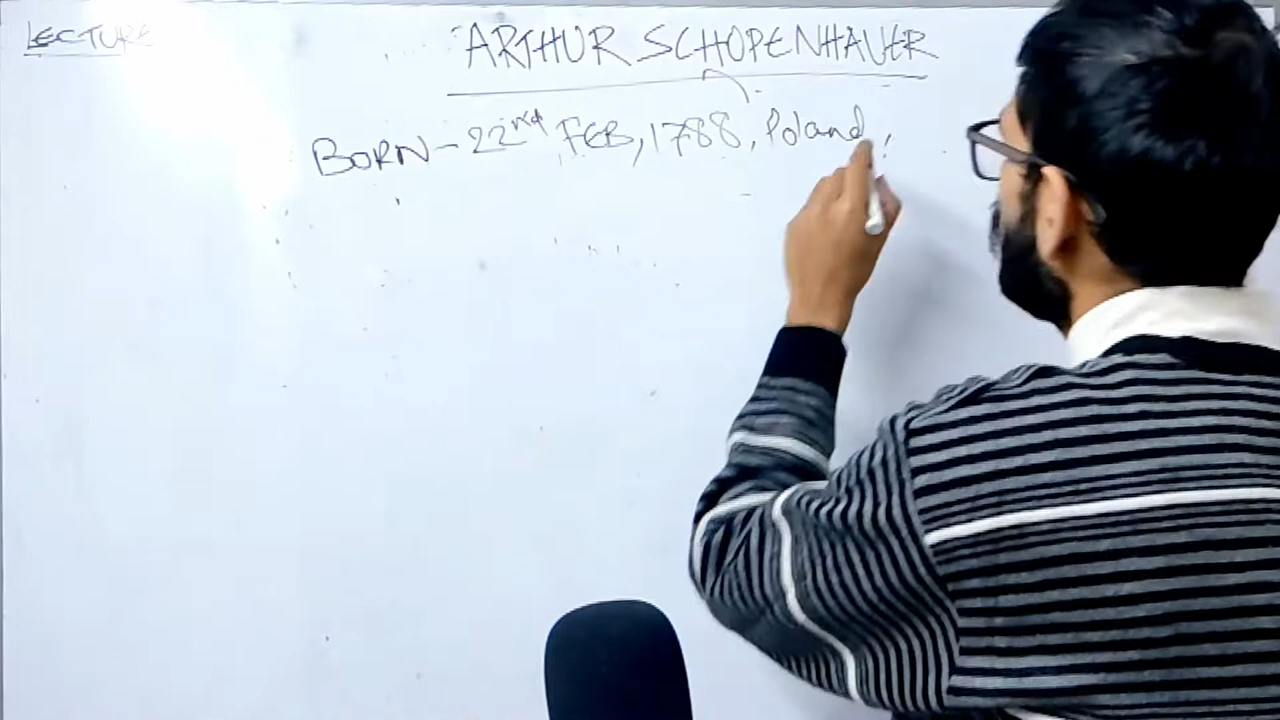 LECTURE
ARTHUR SCHOPENHAUER
BORN - 22nd FEB, 1788, Poland,